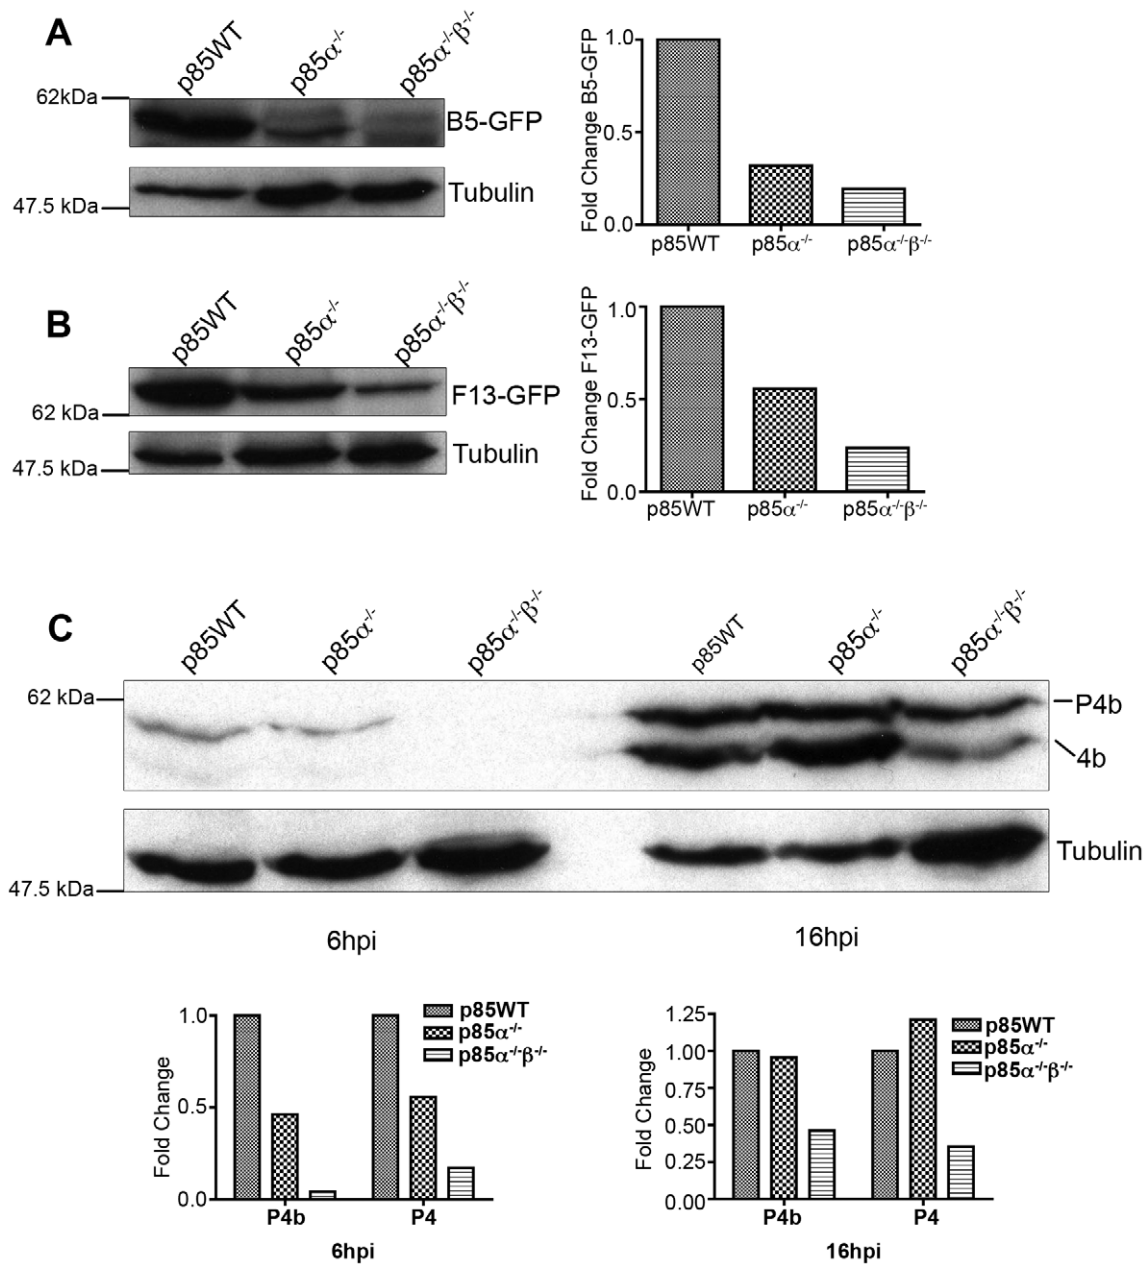 A
p85WT p85α-/- p85α-/-β-/-
62kDa
B5-GFP
Tubulin
47.5 kDa
Fold Change B5-GFP
1.0
0.5
0.0
p85WT p85α-/- p85α-/-β-/-
B
p85WT p85α-/- p85α-/-β-/-
F13-GFP
62 kDa
Tubulin
47.5 kDa
Fold Change F13-GFP
1.0
0.5
0.0
p85WT p85α-/- p85α-/-β-/-
C
p85WT p85α-/- p85α-/-β-/- p85WT p85α-/- p85α-/-β-/-
62 kDa
P4b
4b
Tubulin
47.5 kDa
6hpi 16hpi
Fold Change
1.0
0.5
0.0
p85WT
p85α-/-
p85α-/-β-/-
P4b P4
6hpi
Fold Change
1.25
1.00
0.75
0.50
0.25
0.00
p85WT
p85α-/-
p85α-/-β-/-
P4b P4
16hpi